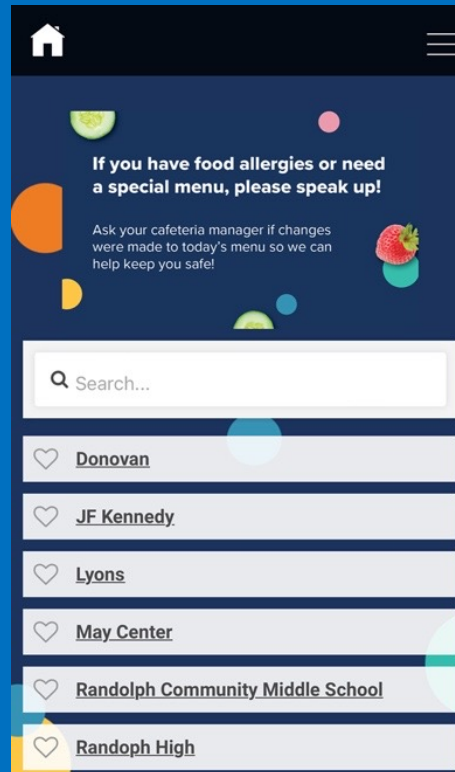 If you have food allergies or need
a special menu, please speak up!
Ask your cafeteria manager if changes
were made to today's menu so we can
help keep you safe!
Search...
Donovan
JF Kennedy
Lyons
May Center
Randolph Community Middle School
Randoph High